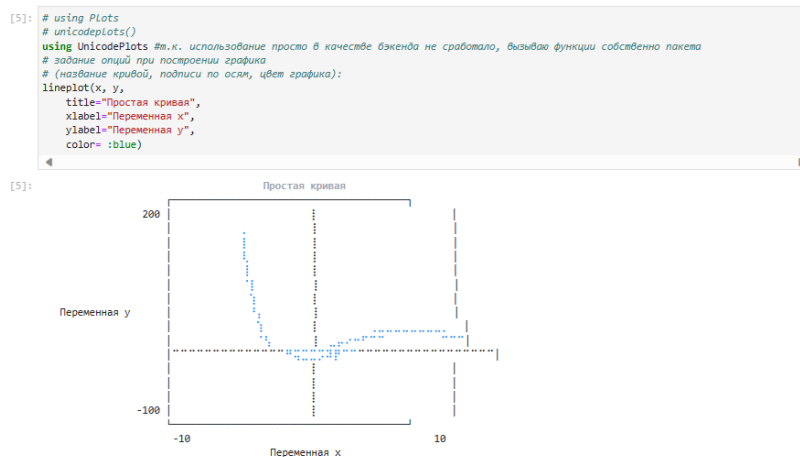 [5]: # using Plots
# unicodeplots()
using UnicodePlots #т.к. использование просто в качестве бэкенда не сработало, вызываю функции собственно пакета
# задание опций при построении графика
# (название кривой, подписи по осям, цвет графика):
lineplot(x, y,
title="Простая кривая",
xlabel="Переменная x",
ylabel="Переменная y",
color= :blue)
[5]: Простая кривая
200
Переменная y
-100
-10 10
Переменная x